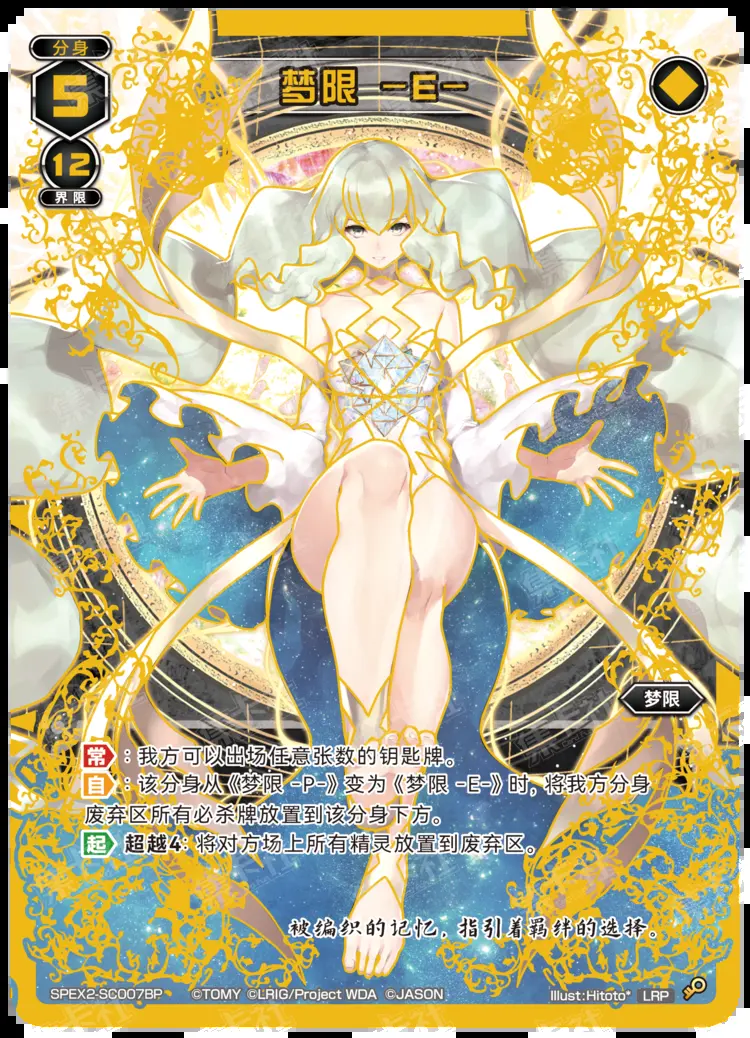 分身
5
梦限 -E-
12
界限
梦限
常：我方可以出场任意张数的钥匙牌。
自：该分身从《梦限 -P-》变为《梦限 -E-》时，将我方分身
废弃区所有必杀牌放置到该分身下方。
起 超越4：将对方场上所有精灵放置到废弃区。
被编织的记忆，指引着羁绊的选择。
SPEX2-SC007BP ©TOMY ©LRIG/Project WDA ©JASON Illust:Hitoto* LRP